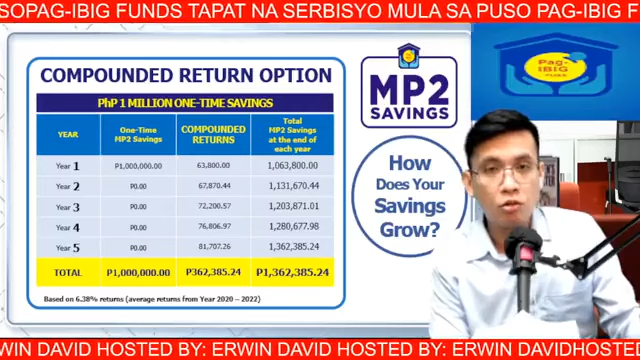 SOPAG-IBIG FUNDS TAPAT NA SERBISYO MULA SA PUSO PAG-IBIG F
COMPOUNDED RETURN OPTION
PhP 1 MILLION ONE-TIME SAVINGS
YEAR
One-Time
MP2 Savings
COMPOUNDED
RETURNS
Total
MP2 Savings
at the end of
each year
Year 1 P1,000,000.00 63,800.00 1,063,800.00
Year 2 P0.00 67,870.44 1,131,670.44
Year 3 P0.00 72,200.57 1,203,871.01
Year 4 P0.00 76,806.97 1,280,677.98
Year 5 P0.00 81,707.26 1,362,385.24
TOTAL P1,000,000.00 P362,385.24 P1,362,385.24
Based on 6.38% returns (average returns from Year 2020 – 2022)
MP2
SAVINGS
How
Does Your
Savings
Grow?
Pag-
IBIG
FUND
WIN DAVID HOSTED BY: ERWIN DAVID HOSTED BY: ERWIN DAVIDHOSTED